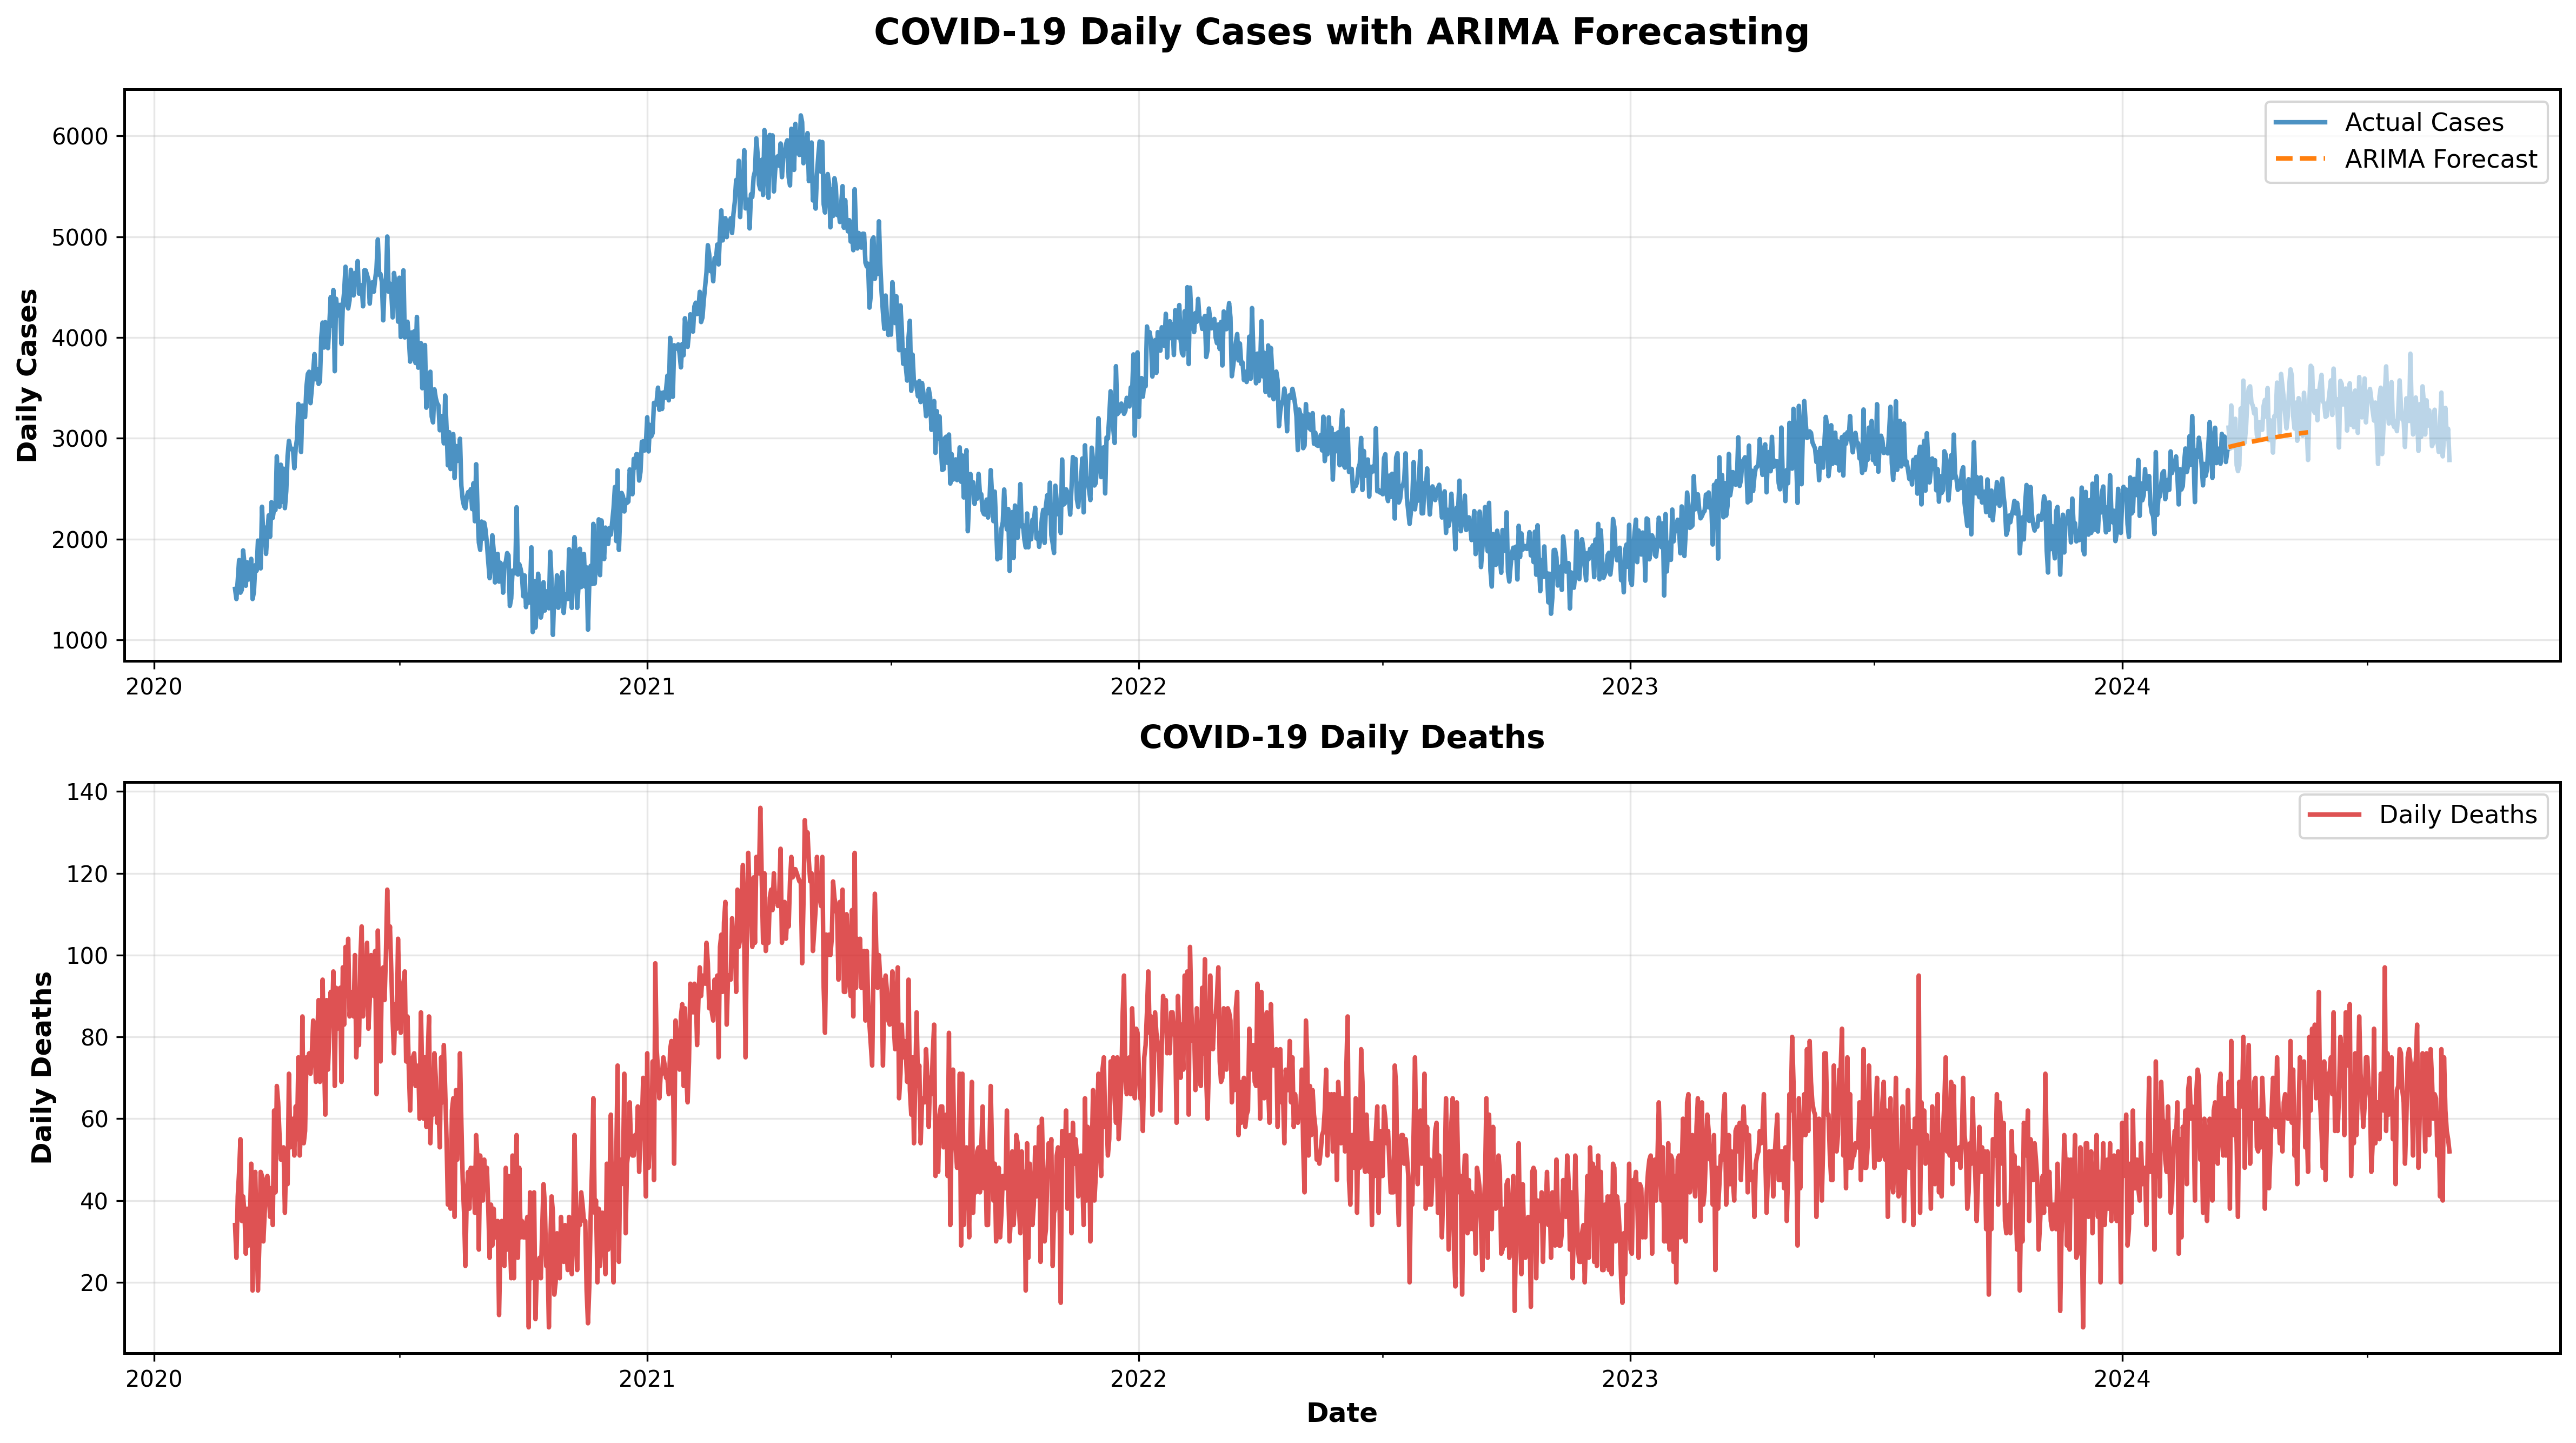 COVID-19 Daily Cases with ARIMA Forecasting
Daily Cases
6000
5000
4000
3000
2000
1000
Actual Cases
ARIMA Forecast
2020 2021 2022 2023 2024
COVID-19 Daily Deaths
Daily Deaths
140
120
100
80
60
40
20
Daily Deaths
2020 2021 2022 2023 2024
Date